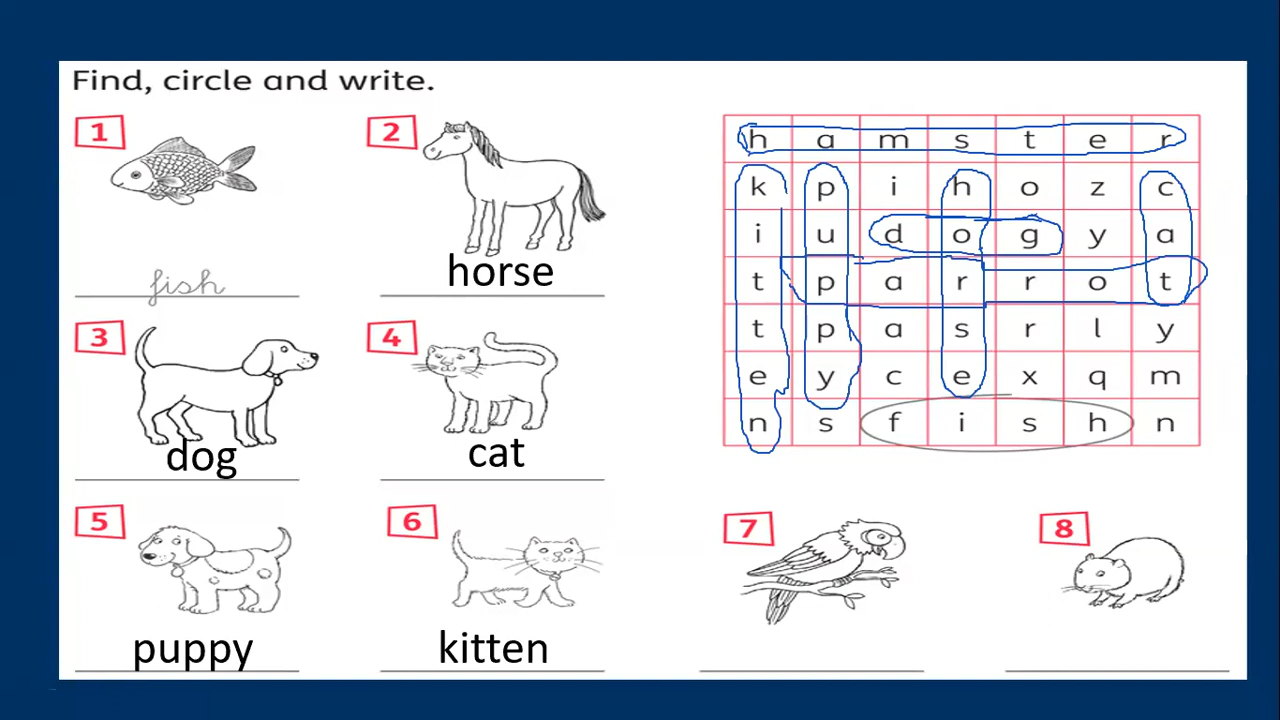 Find, circle and write.
1
2
fish
horse
3
4
dog
cat
5
6
puppy
kitten
7
8
h a m s t e r
k p i h o z c
i u d o g y a
t p a r r o t
t p a s r l y
e y c e x q m
n s f i s h n